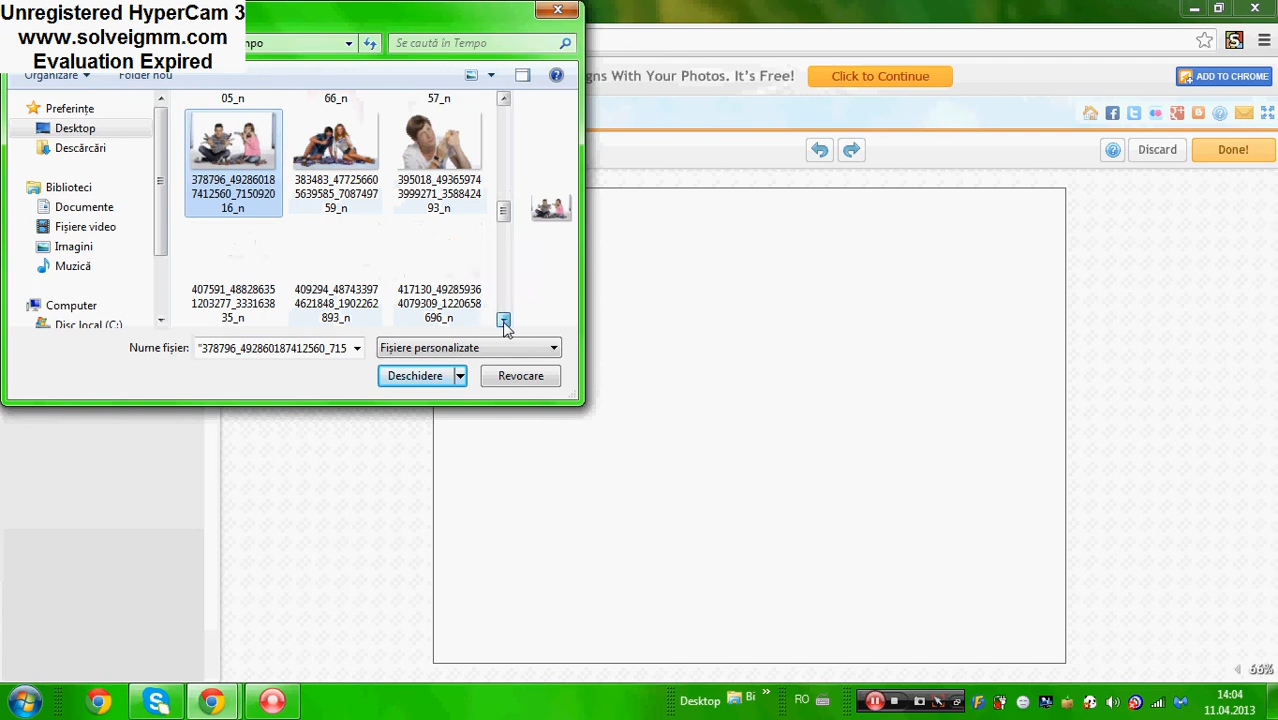 Unregistered HyperCam 3
www.solveigmm.com
Evaluation Expired
npo
Se caută în Tempo
Organizare
Folder nou
gns With Your Photos. It's Free!
Click to Continue
ADD TO CHROME
Preferințe
Desktop
Descărcări
Biblioteci
Documente
Fișiere video
Imagini
Muzică
Computer
Disc local (C:)
05_n
66_n
57_n
378796_49286018
7412560_7150920
16_n
383483_47725660
5639585_7087497
59_n
395018_49365974
3999271_3588424
93_n
407591_48828635
1203277_3331638
35_n
409294_48743397
4621848_1902262
893_n
417130_49285936
4079309_1220658
696_n
Nume fișier:
"378796_492860187412560_715
Fișiere personalizate
Deschidere
Revocare
Discard
Done!
66%
Desktop
Bi
»
RO
14:04
11.04.2013